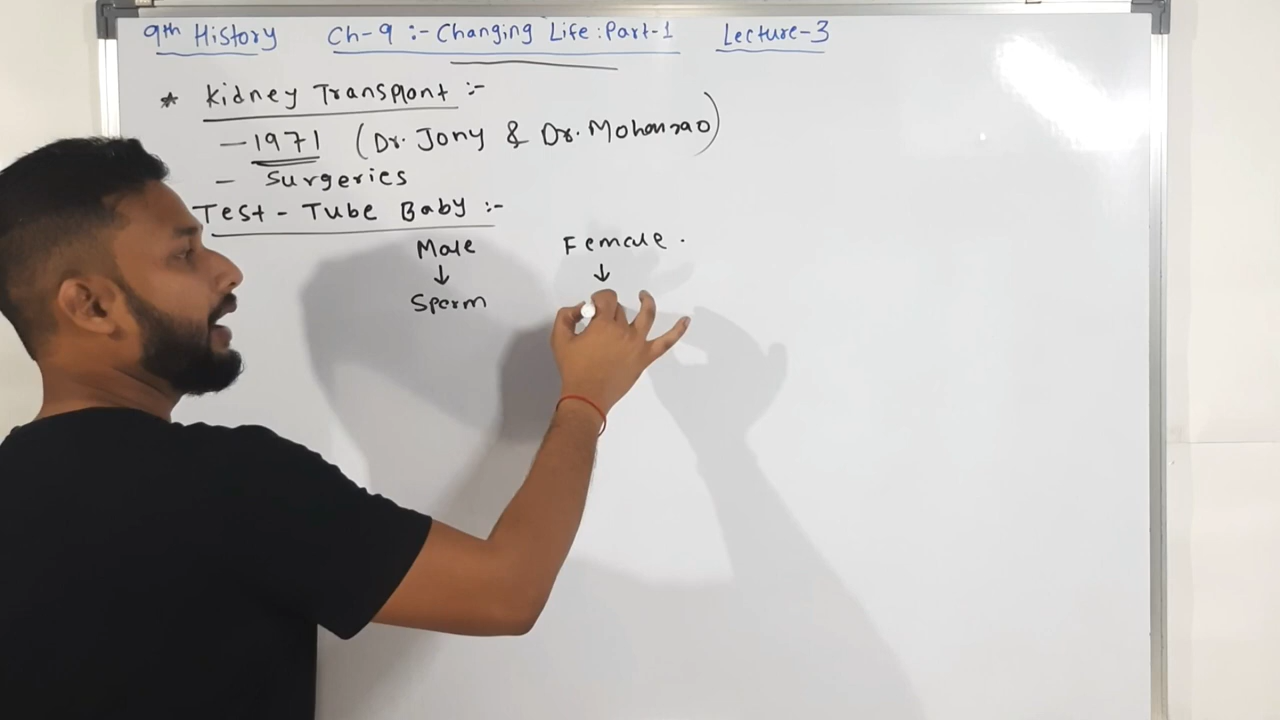 9th History Ch-9 :- Changing Life : Part-1 Lecture-3
* Kidney Transplant :-
- 1971 (Dr. Jony & Dr. Mohanrao)
- Surgeries
Test - Tube Baby :-
Male Female .
↓ ↓
Sperm